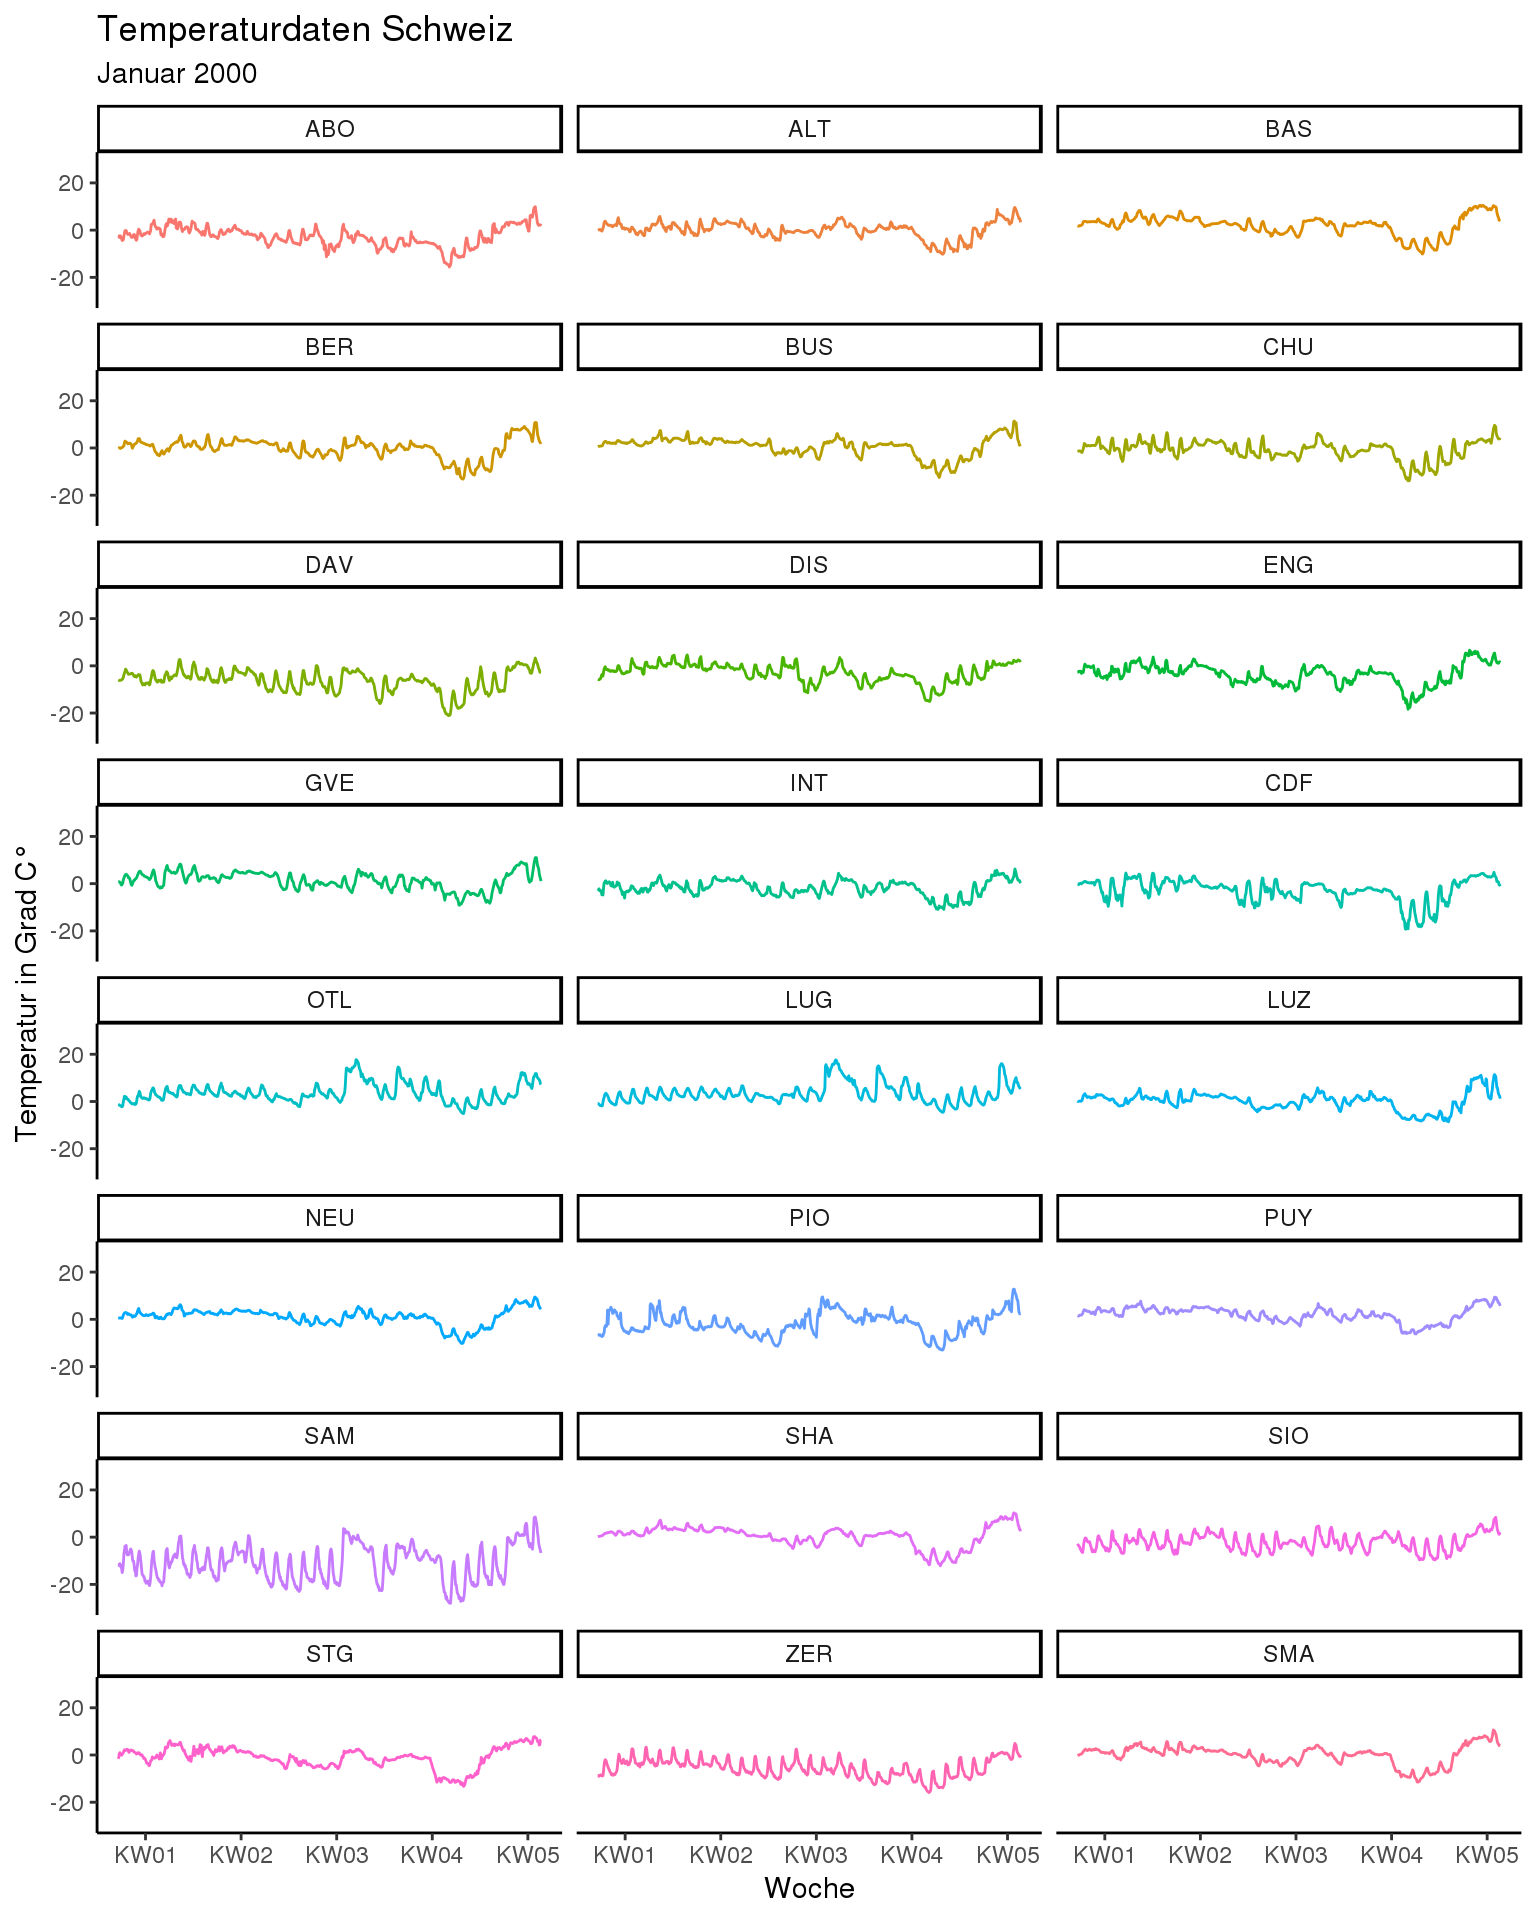 Temperaturdaten Schweiz
Januar 2000
ABO ALT BAS
20
0
-20
BER BUS CHU
20
0
-20
DAV DIS ENG
20
0
-20
GVE INT CDF
20
0
-20
Temperatur in Grad C°
OTL LUG LUZ
20
0
-20
NEU PIO PUY
20
0
-20
SAM SHA SIO
20
0
-20
STG ZER SMA
20
0
-20
KW01 KW02 KW03 KW04 KW05 KW01 KW02 KW03 KW04 KW05 KW01 KW02 KW03 KW04 KW05
Woche